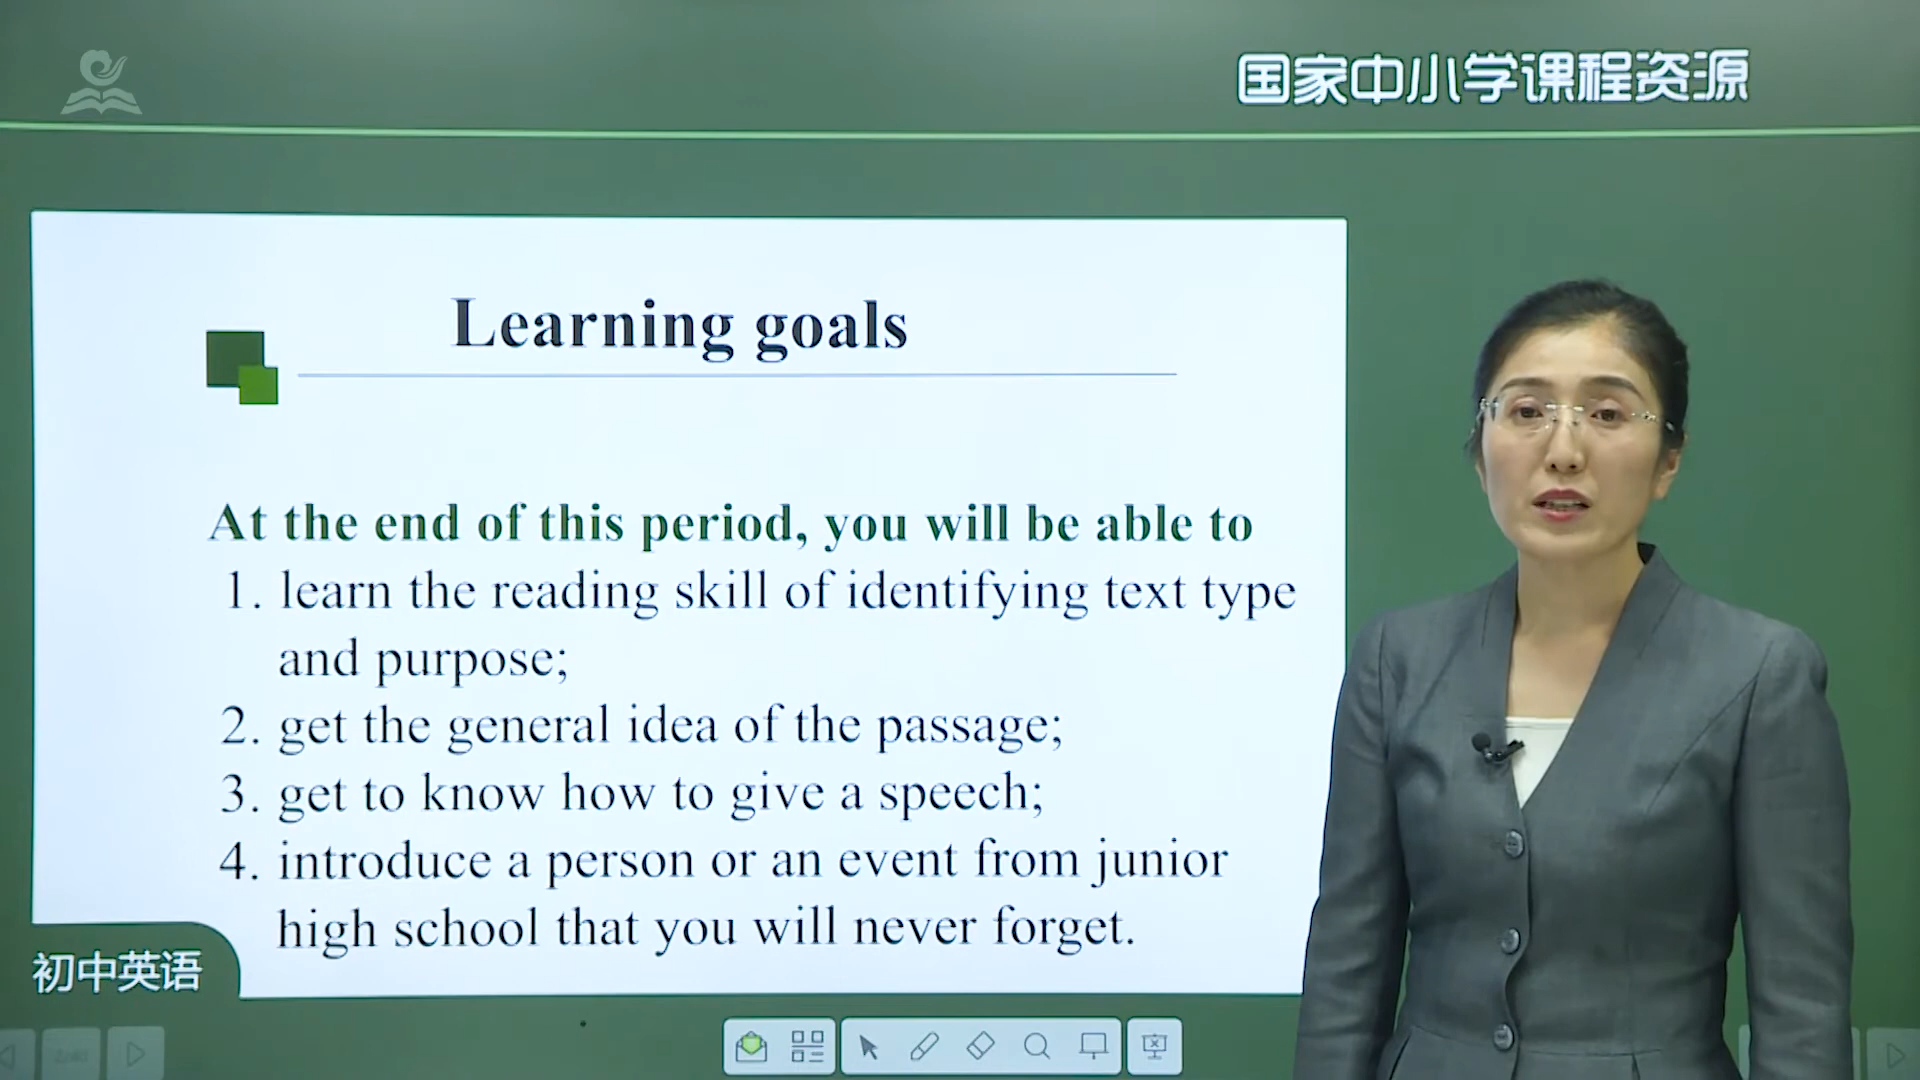 国家中小学课程资源
Learning goals
At the end of this period, you will be able to
1. learn the reading skill of identifying text type
and purpose;
2. get the general idea of the passage;
3. get to know how to give a speech;
4. introduce a person or an event from junior
high school that you will never forget.
初中英语